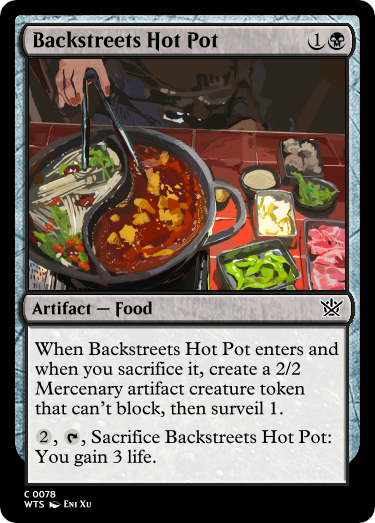 Backstreets Hot Pot 1
Artifact — Food
When Backstreets Hot Pot enters and
when you sacrifice it, create a 2/2
Mercenary artifact creature token
that can't block, then surveil 1.
2, , Sacrifice Backstreets Hot Pot:
You gain 3 life.
C 0078
WTS Eni Xu